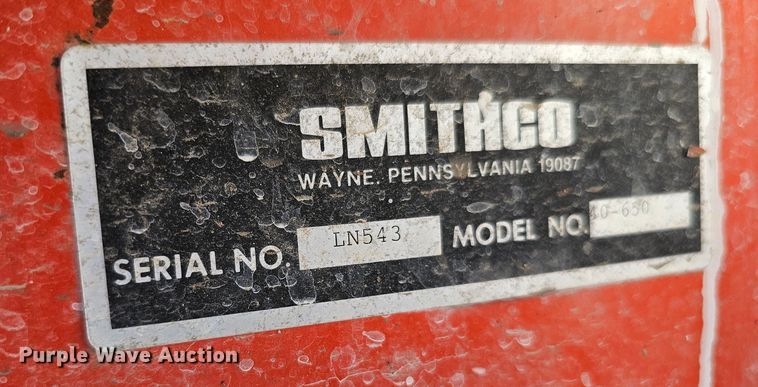 SMITHCO
WAYNE, PENNSYLVANIA 19087
SERIAL NO. LN543 MODEL NO. 40-650
Purple Wave Auction